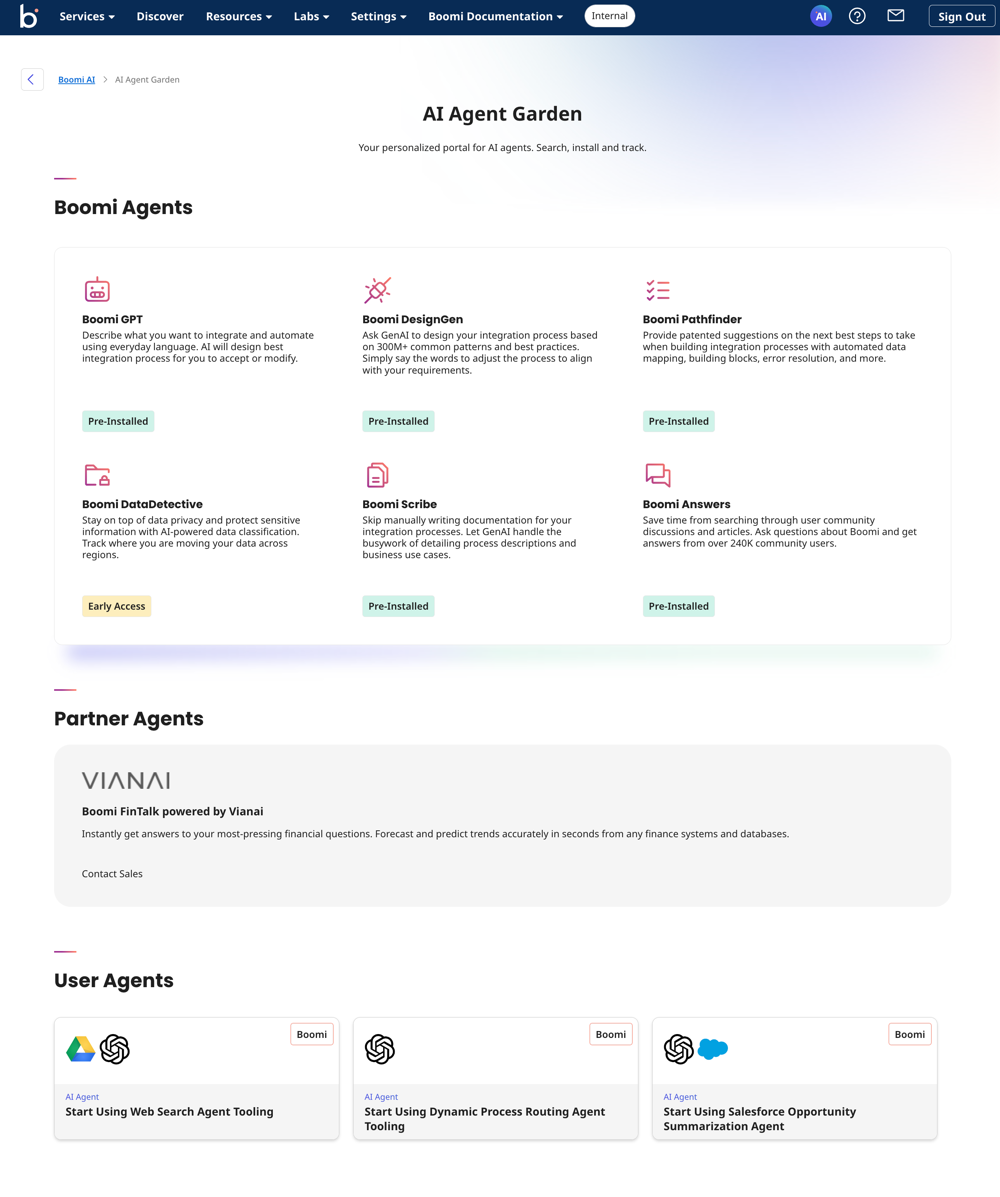 b Services Discover Resources Labs Settings Boomi Documentation Internal AI ? Sign Out
Boomi AI > AI Agent Garden
AI Agent Garden
Your personalized portal for AI agents. Search, install and track.
Boomi Agents
Boomi GPT
Describe what you want to integrate and automate
using everyday language. AI will design best
integration process for you to accept or modify.
Pre-Installed
Boomi DesignGen
Ask GenAI to design your integration process based
on 300M+ common patterns and best practices.
Simply say the words to adjust the process to align
with your requirements.
Pre-Installed
Boomi Pathfinder
Provide patented suggestions on the next best steps to take
when building integration processes with automated data
mapping, building blocks, error resolution, and more.
Pre-Installed
Boomi DataDetective
Stay on top of data privacy and protect sensitive
information with AI-powered data classification.
Track where you are moving your data across
regions.
Early Access
Boomi Scribe
Skip manually writing documentation for your
integration processes. Let GenAI handle the
busywork of detailing process descriptions and
business use cases.
Pre-Installed
Boomi Answers
Save time from searching through user community
discussions and articles. Ask questions about Boomi and get
answers from over 240K community users.
Pre-Installed
Partner Agents
VIANAI
Boomi FinTalk powered by Vianai
Instantly get answers to your most-pressing financial questions. Forecast and predict trends accurately in seconds from any finance systems and databases.
Contact Sales
User Agents
Boomi
AI Agent
Start Using Web Search Agent Tooling
Boomi
AI Agent
Start Using Dynamic Process Routing Agent
Tooling
Boomi
AI Agent
Start Using Salesforce Opportunity
Summarization Agent